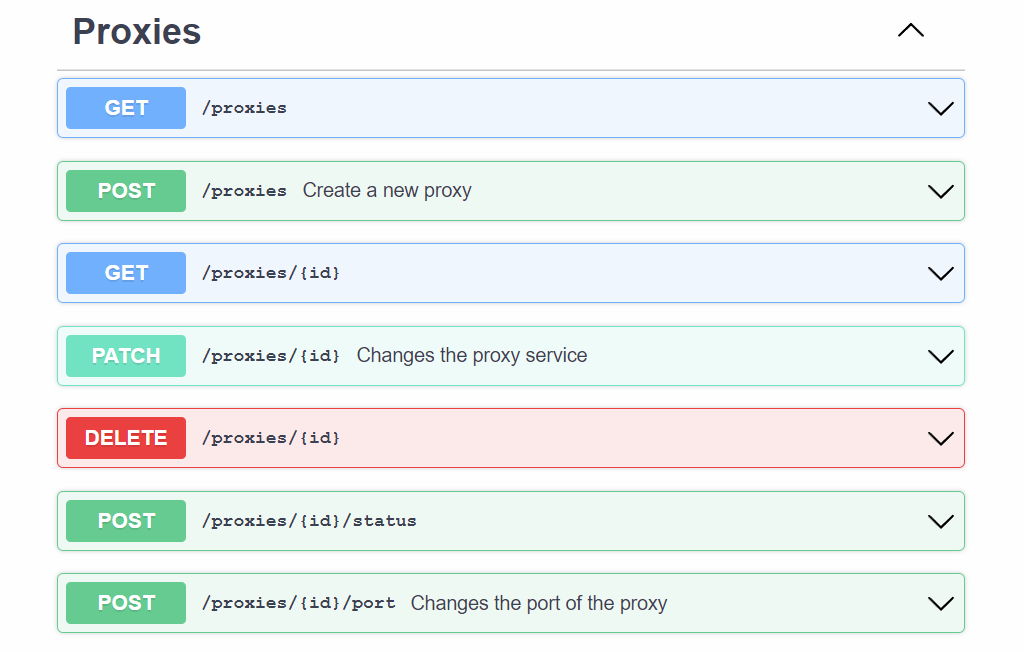 Proxies
GET /proxies
POST /proxies Create a new proxy
GET /proxies/{id}
PATCH /proxies/{id} Changes the proxy service
DELETE /proxies/{id}
POST /proxies/{id}/status
POST /proxies/{id}/port Changes the port of the proxy